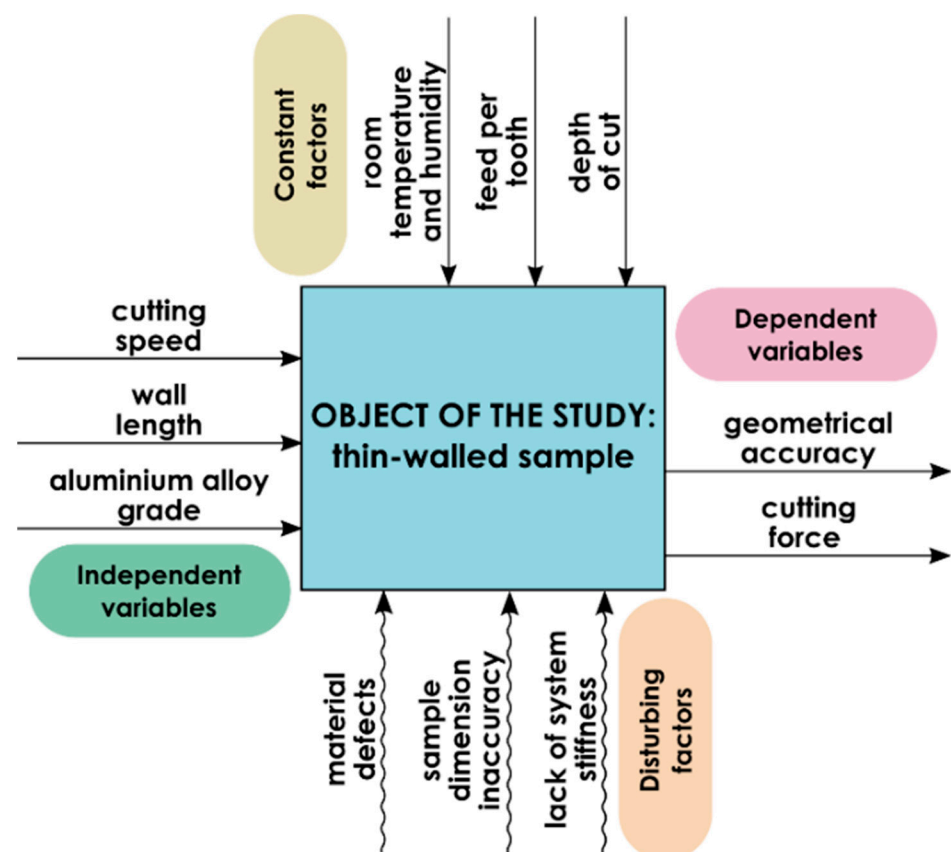 Constant
factors
room
temperature
and humidity
feed per
tooth
depth
of cut
cutting
speed
wall
length
aluminium alloy
grade
Independent
variables
OBJECT OF THE STUDY:
thin-walled sample
Dependent
variables
geometrical
accuracy
cutting
force
material
defects
sample
dimension
inaccuracy
lack of system
stiffness
Disturbing
factors